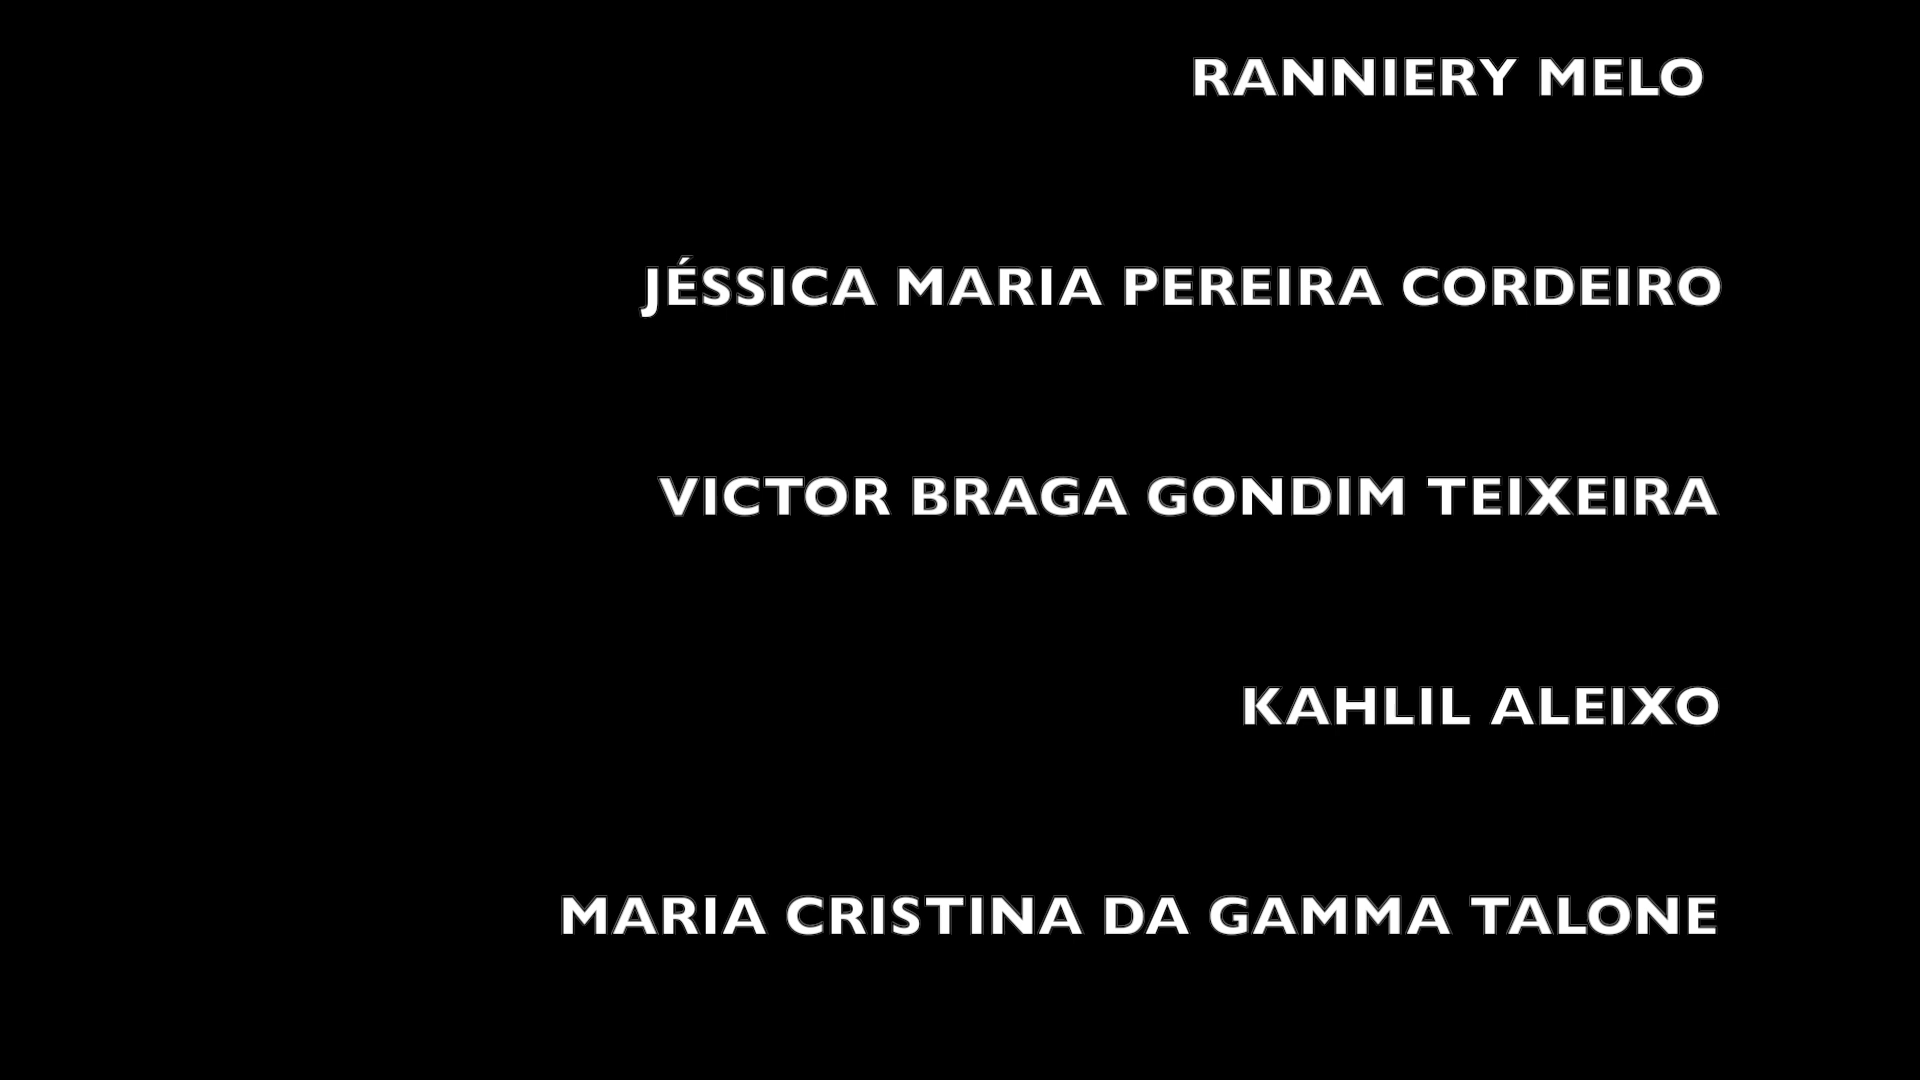 RANNIERY MELO
JÉSSICA MARIA PEREIRA CORDEIRO
VICTOR BRAGA GONDIM TEIXEIRA
KAHLIL ALEIXO
MARIA CRISTINA DA GAMMA TALONE